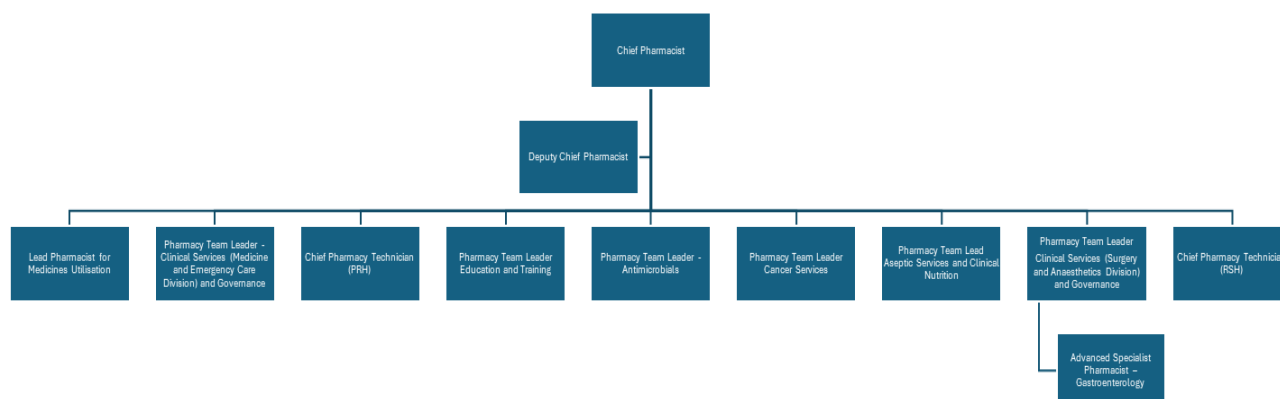 Chief Pharmacist
Deputy Chief Pharmacist
Lead Pharmacist for
Medicines Utilisation
Pharmacy Team Leader -
Clinical Services (Medicine
and Emergency Care
Division) and Governance
Chief Pharmacy Technician
(PRH)
Pharmacy Team Leader
Education and Training
Pharmacy Team Leader -
Antimicrobials
Pharmacy Team Leader
Cancer Services
Pharmacy Team Lead
Aseptic Services and Clinical
Nutrition
Pharmacy Team Leader
Clinical Services (Surgery
and Anaesthetics Division)
and Governance
Chief Pharmacy Technician
(RSH)
Advanced Specialist
Pharmacist –
Gastroenterology